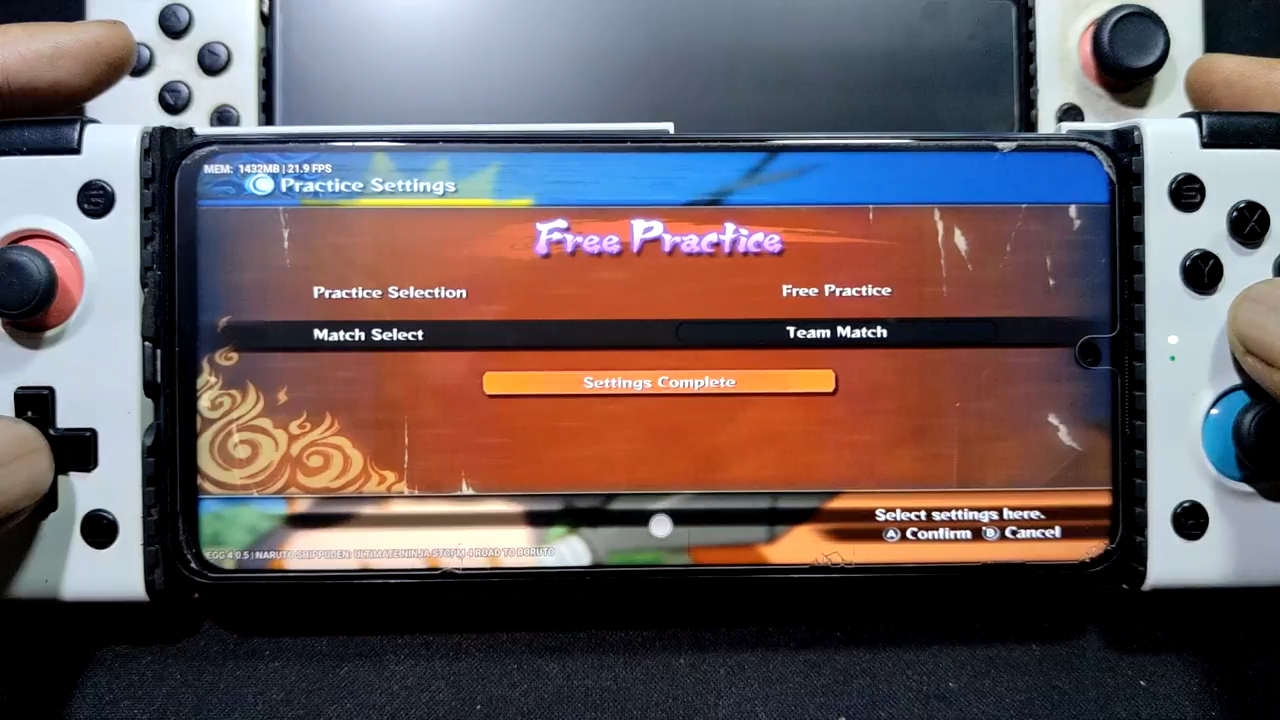 MEM: 1432MB | 21.9 FPS
Practice Settings
Free Practice
Practice Selection Free Practice
Match Select Team Match
Settings Complete
Select settings here.
A Confirm B Cancel
EGG 4.0.5 | NARUTO SHIPPUDEN: ULTIMATE NINJA STORM 4 ROAD TO BORUTO
S
X
Y